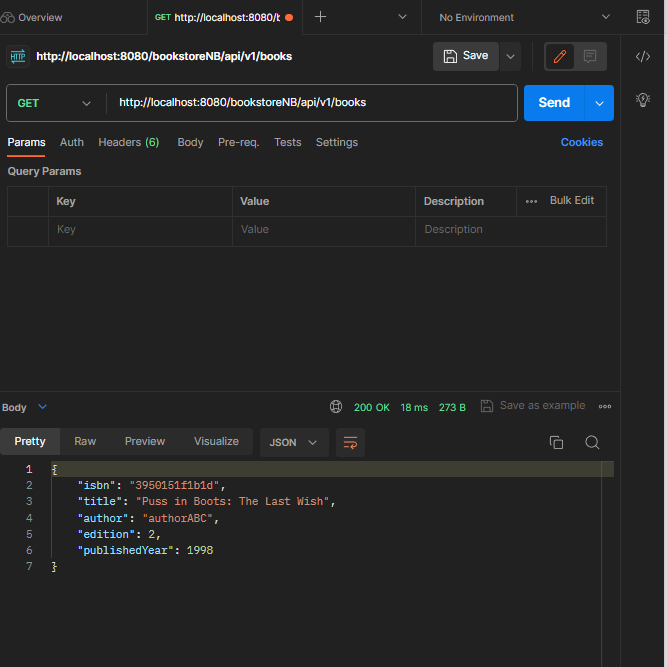 Overview
GET http://localhost:8080/b
No Environment
HTTP
http://localhost:8080/bookstoreNB/api/v1/books
Save
GET
http://localhost:8080/bookstoreNB/api/v1/books
Send
Params Auth Headers (6) Body Pre-req. Tests Settings Cookies
Query Params
Key Value Description Bulk Edit
Key Value Description
Body
200 OK 18 ms 273 B Save as example
Pretty Raw Preview Visualize JSON
1 {
2 "isbn": "3950151f1b1d",
3 "title": "Puss in Boots: The Last Wish",
4 "author": "authorABC",
5 "edition": 2,
6 "publishedYear": 1998
7 }